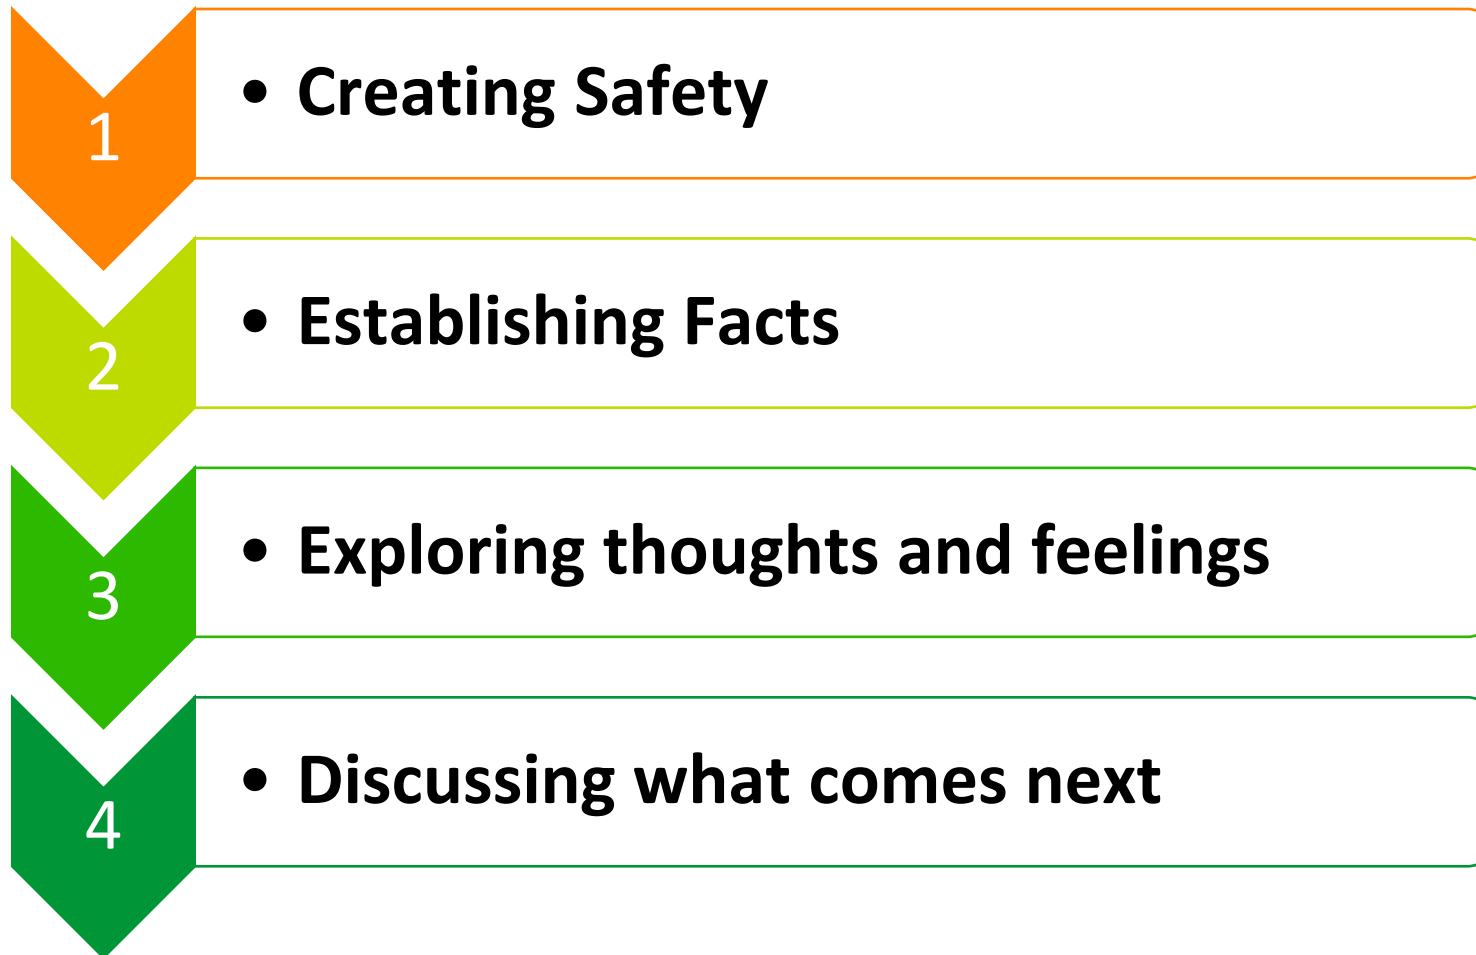 1
• Creating Safety
2
• Establishing Facts
3
• Exploring thoughts and feelings
4
• Discussing what comes next